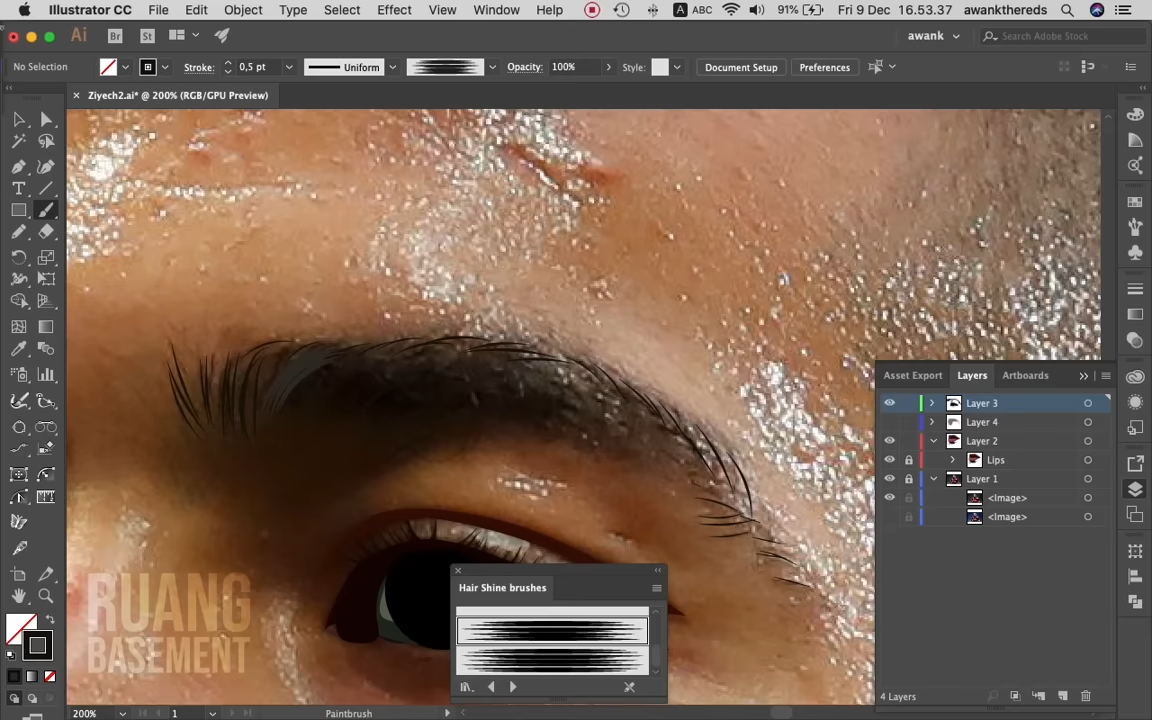 Illustrator CC File Edit Object Type Select Effect View Window Help A ABC 91% Fri 9 Dec 16.53.37 awankthereds
Ai Br St awank Search Adobe Stock
No Selection Stroke: 0,5 pt Uniform Opacity: 100% Style: Document Setup Preferences
× Ziyech2.ai* @ 200% (RGB/GPU Preview)
Asset Export Layers Artboards
Layer 3
Layer 4
Layer 2
Lips
Layer 1
<Image>
<Image>
Hair Shine brushes
RUANG
BASEMENT
4 Layers
200% 1 Paintbrush